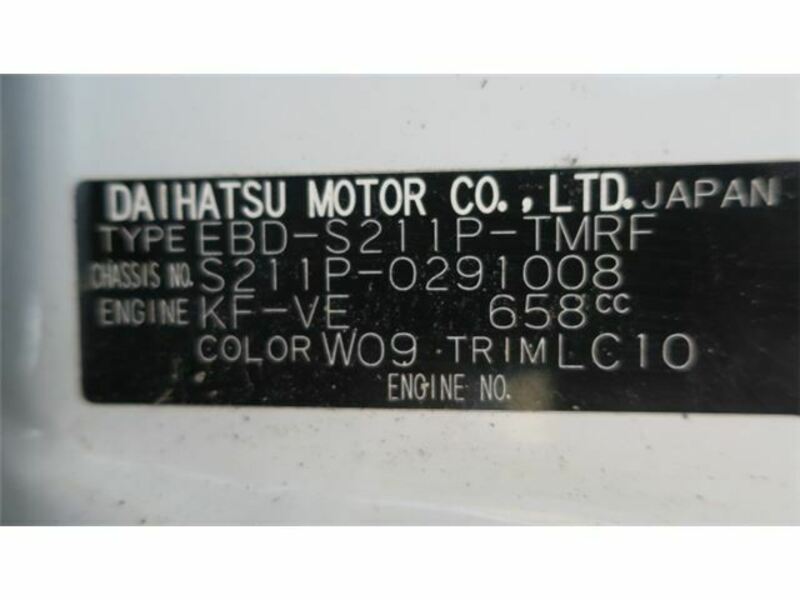 DAIHATSU MOTOR CO., LTD. JAPAN
TYPE EBD-S211P-TMRF
CHASSIS NO. S211P-0291008
ENGINE KF-VE 658cc
COLOR W09 TRIM LC10
ENGINE NO.